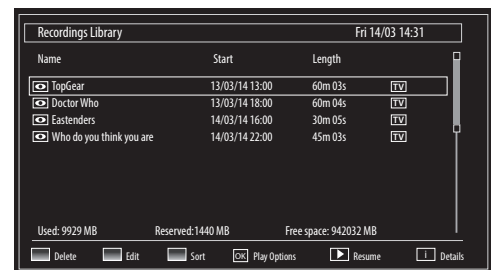 Recordings Library Fri 14/03 14:31
Name Start Length
TopGear 13/03/14 13:00 60m 03s TV
Doctor Who 13/03/14 18:00 60m 04s TV
Eastenders 14/03/14 16:00 30m 05s TV
Who do you think you are 14/03/14 22:00 45m 03s TV
Used: 9929 MB Reserved:1440 MB Free space: 942032 MB
Delete Edit Sort OK Play Options Resume i Details